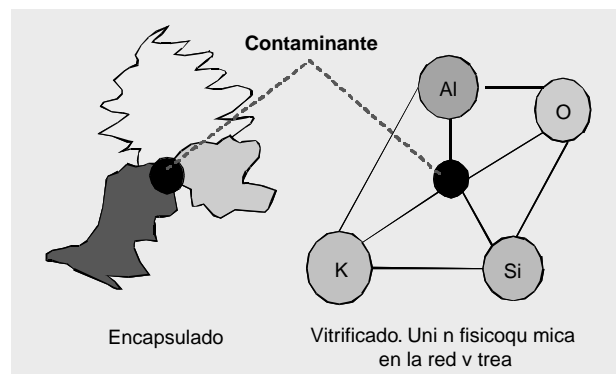 Contaminante
Al
O
K
Si
Encapsulado
Vitrificado. Uni n fisicoqu mica
en la red v trea